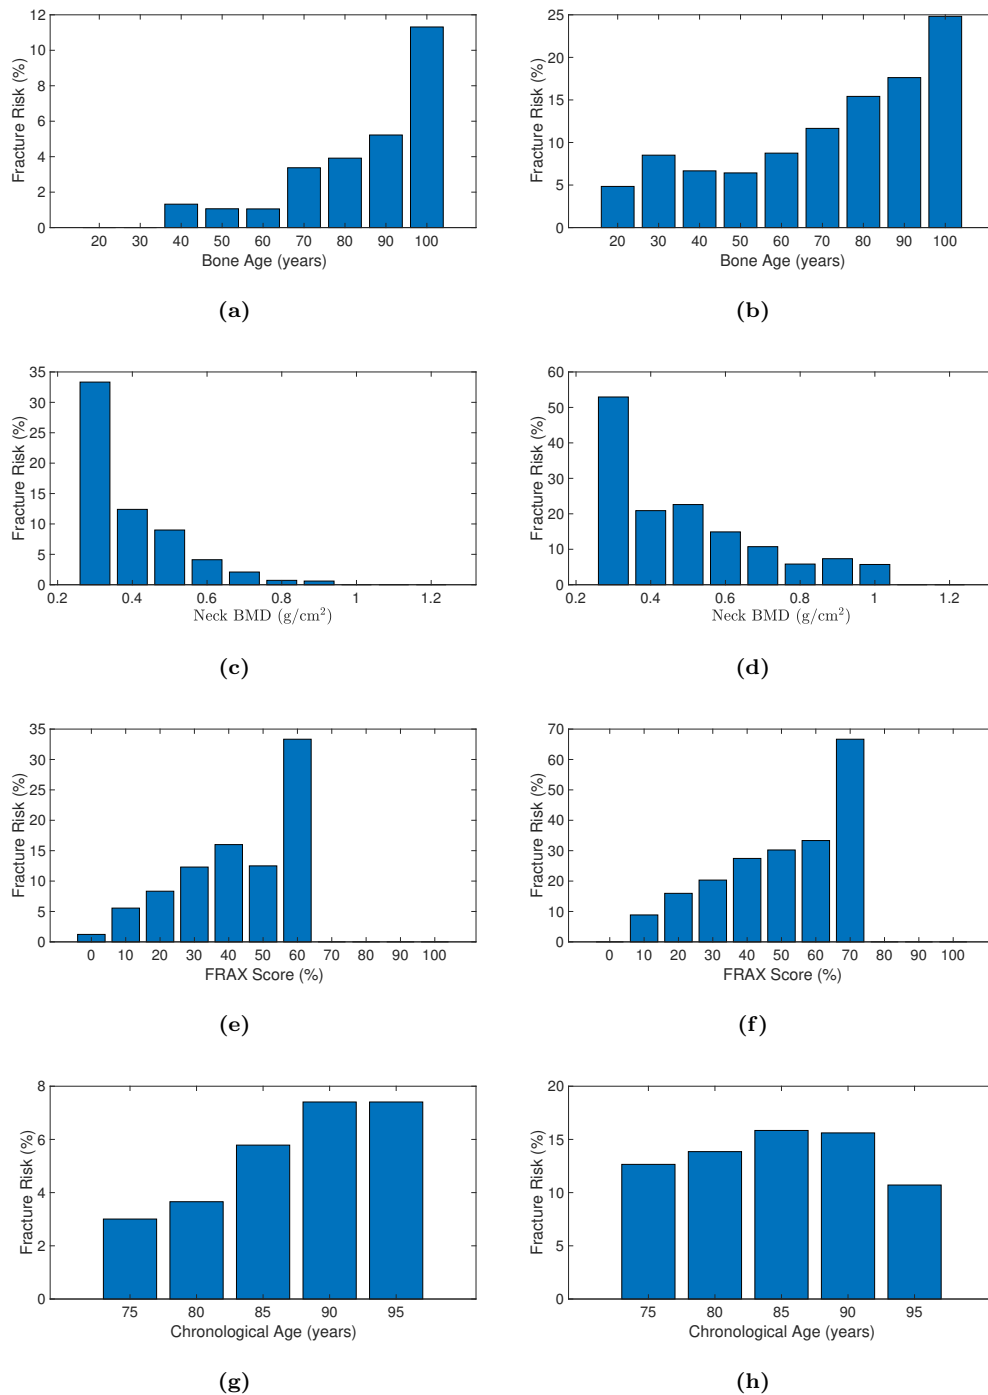 12
10
8
6
4
2
0
Fracture Risk (%)
20 30 40 50 60 70 80 90 100
Bone Age (years)
(a)
25
20
15
10
5
0
Fracture Risk (%)
20 30 40 50 60 70 80 90 100
Bone Age (years)
(b)
35
30
25
20
15
10
5
0
Fracture Risk (%)
0.2 0.4 0.6 0.8 1 1.2
Neck BMD (g/cm²)
(c)
60
50
40
30
20
10
0
Fracture Risk (%)
0.2 0.4 0.6 0.8 1 1.2
Neck BMD (g/cm²)
(d)
35
30
25
20
15
10
5
0
Fracture Risk (%)
0 10 20 30 40 50 60 70 80 90 100
FRAX Score (%)
(e)
70
60
50
40
30
20
10
0
Fracture Risk (%)
0 10 20 30 40 50 60 70 80 90 100
FRAX Score (%)
(f)
8
6
4
2
0
Fracture Risk (%)
75 80 85 90 95
Chronological Age (years)
(g)
20
15
10
5
0
Fracture Risk (%)
75 80 85 90 95
Chronological Age (years)
(h)